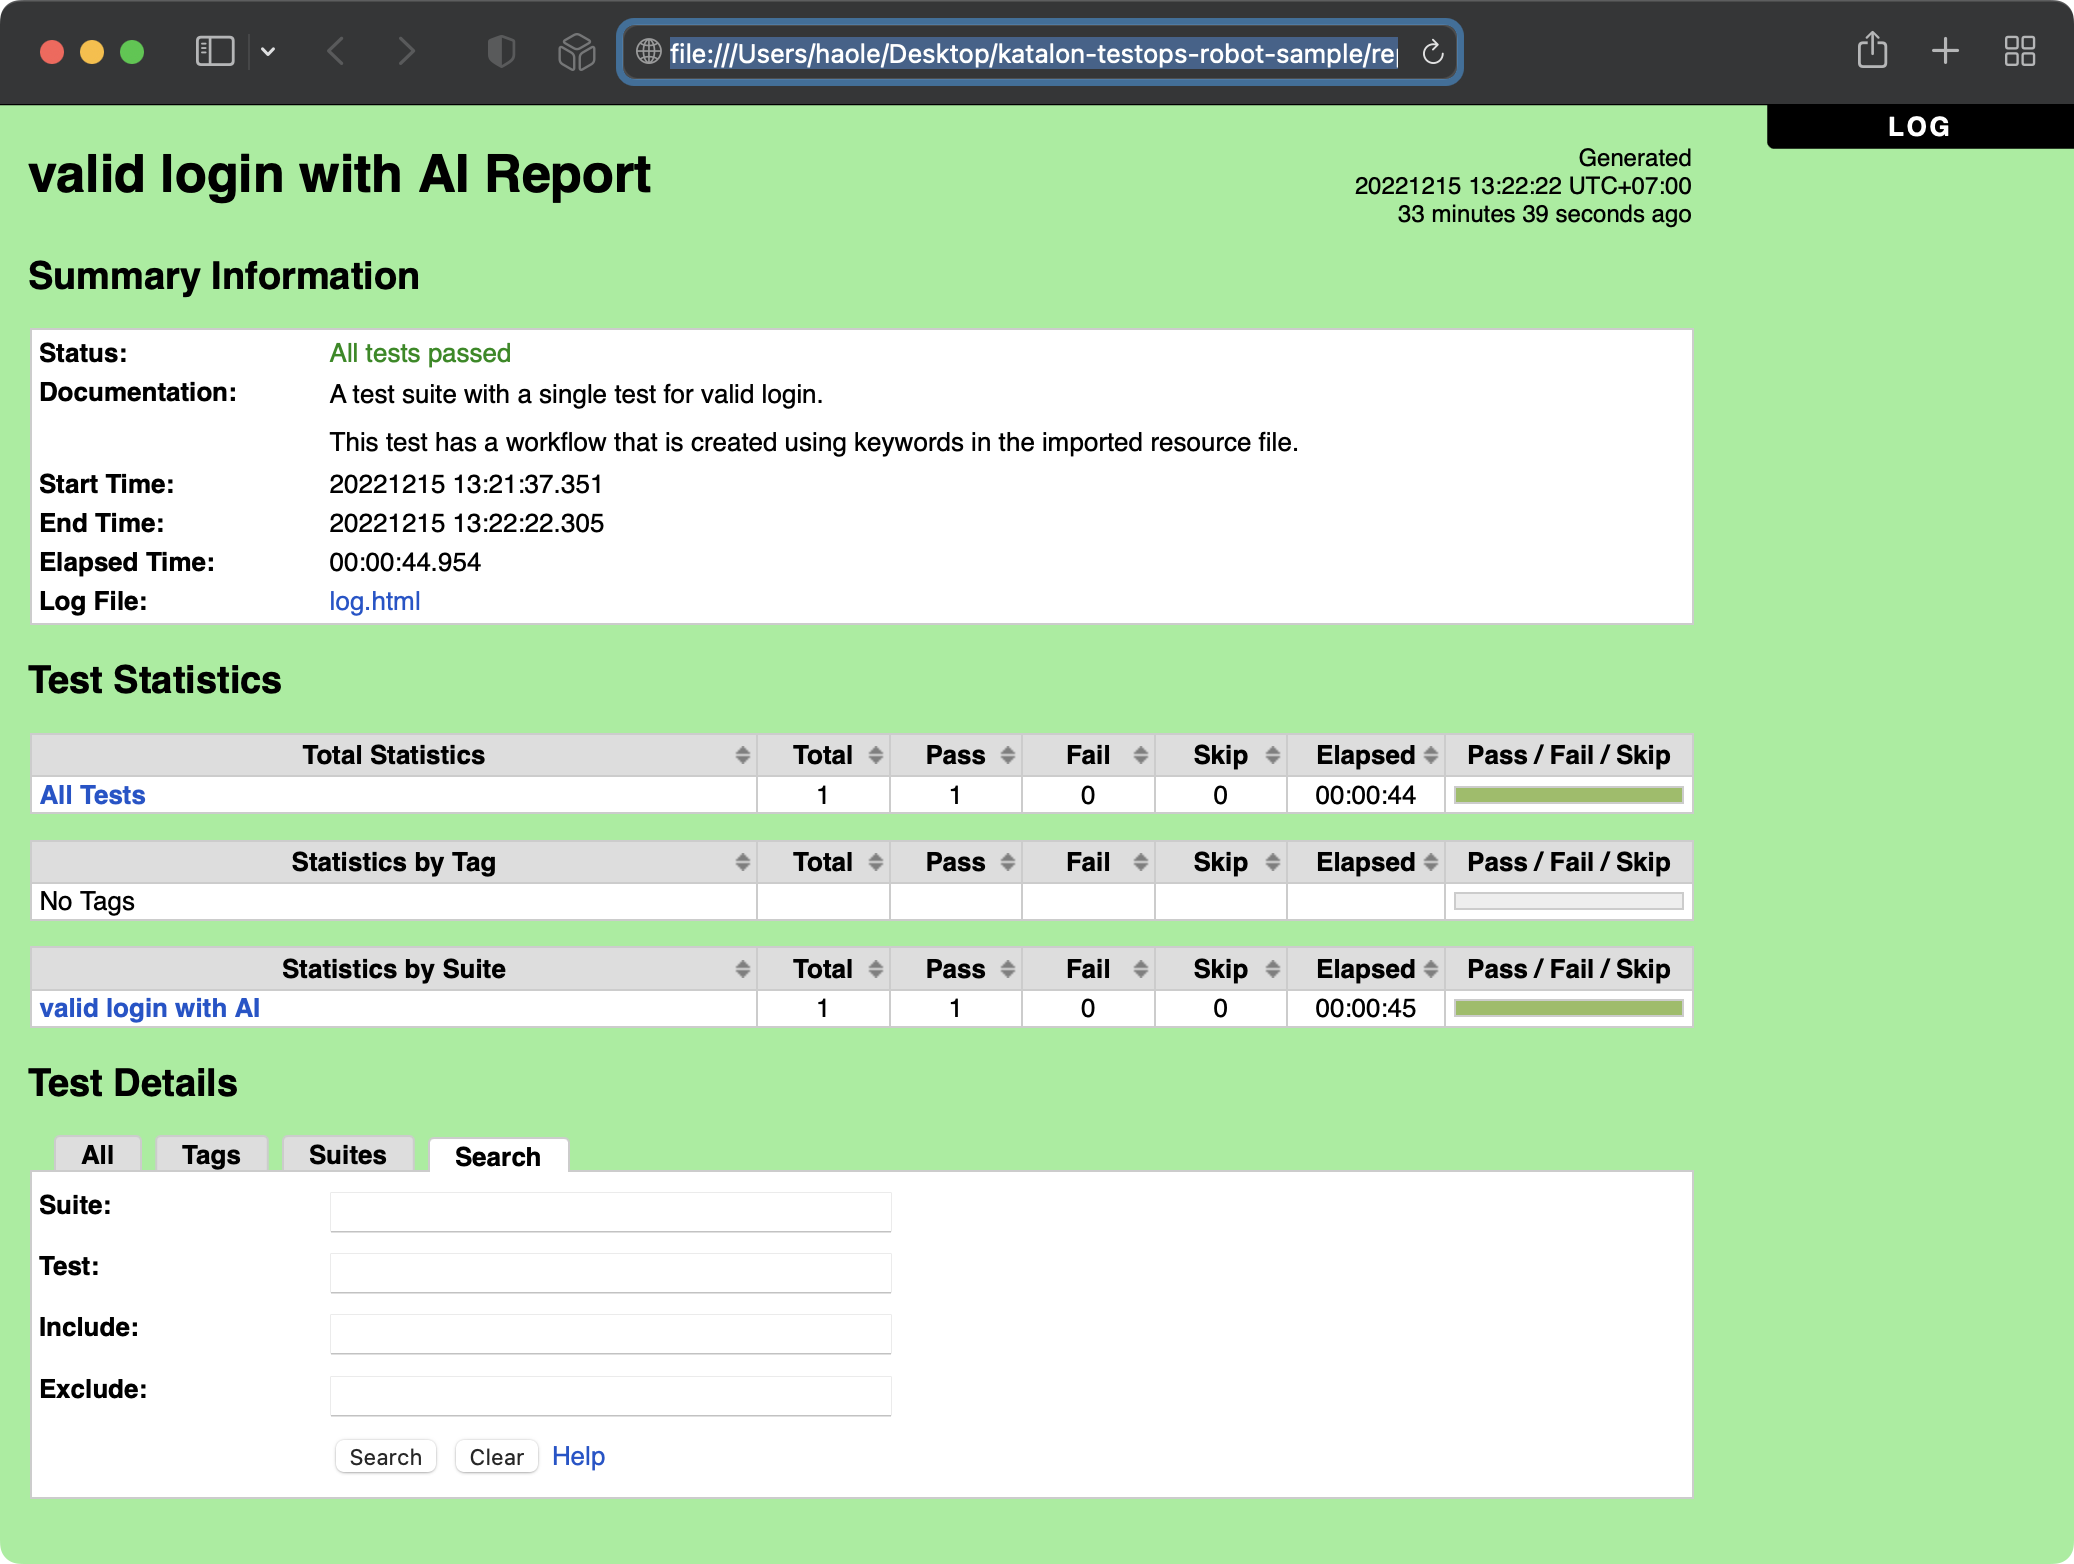 file:///Users/haole/Desktop/katalon-testops-robot-sample/re
LOG
valid login with AI Report
Generated
20221215 13:22:22 UTC+07:00
33 minutes 39 seconds ago
Summary Information
Status: All tests passed
Documentation: A test suite with a single test for valid login.
This test has a workflow that is created using keywords in the imported resource file.
Start Time: 20221215 13:21:37.351
End Time: 20221215 13:22:22.305
Elapsed Time: 00:00:44.954
Log File: log.html
Test Statistics
Total Statistics Total Pass Fail Skip Elapsed Pass / Fail / Skip
All Tests 1 1 0 0 00:00:44
Statistics by Tag Total Pass Fail Skip Elapsed Pass / Fail / Skip
No Tags
Statistics by Suite Total Pass Fail Skip Elapsed Pass / Fail / Skip
valid login with AI 1 1 0 0 00:00:45
Test Details
All Tags Suites Search
Suite:
Test:
Include:
Exclude:
Search Clear Help